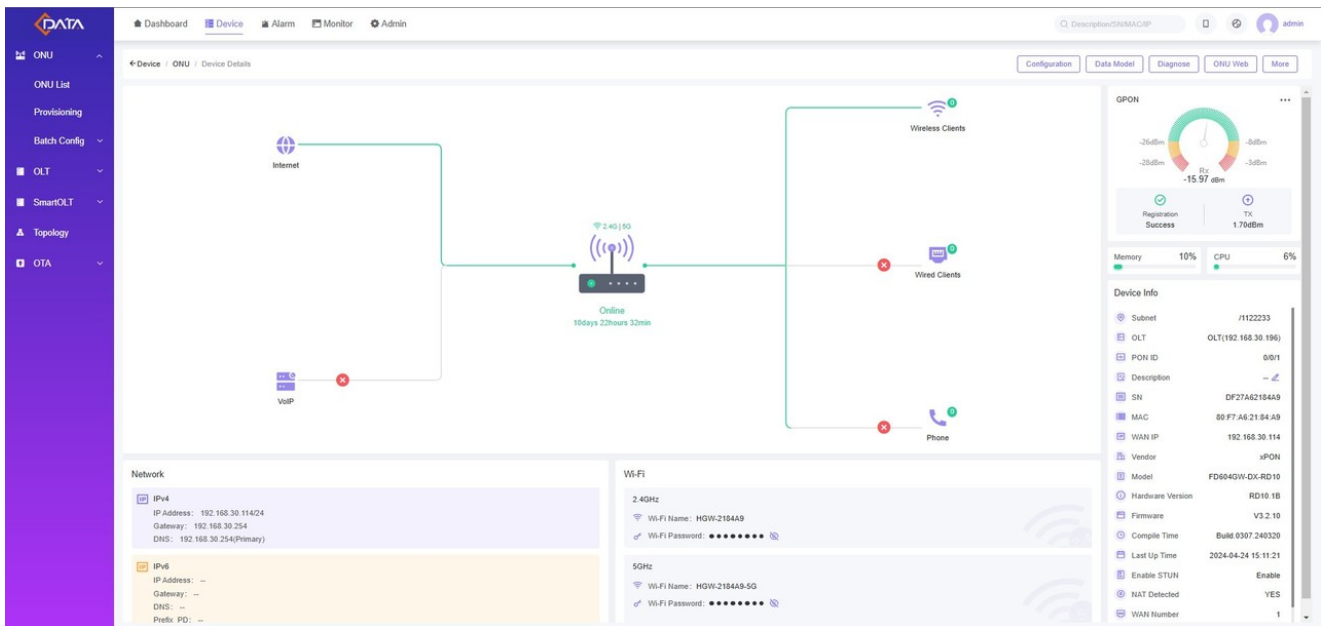 DATA
Dashboard Device Alarm Monitor Admin
Description/SN/MAC/IP
admin
ONU
ONU List
Provisioning
Batch Config
OLT
SmartOLT
Topology
OTA
Device / ONU / Device Details
Configuration Data Model Diagnose ONU Web More
Internet
VoIP
2.4G | 5G
Online
10days 22hours 32min
0
Wireless Clients
0
Wired Clients
0
Phone
GPON
-26dBm -8dBm
-28dBm -3dBm
Rx
-15.97 dBm
Registration
Success
TX
1.70dBm
Memory 10%
CPU 6%
Device Info
Subnet /1122233
OLT OLT(192.168.30.196)
PON ID 0/0/1
Description --
SN DF27A62184A9
MAC 80:F7:A6:21:84:A9
WAN IP 192.168.30.114
Vendor xPON
Model FD604GW-DX-RD10
Hardware Version RD10.1B
Firmware V3.2.10
Compile Time Build.0307.240320
Last Up Time 2024-04-24 15:11:21
Enable STUN Enable
NAT Detected YES
WAN Number 1
Network
IP IPv4
IP Address: 192.168.30.114/24
Gateway: 192.168.30.254
DNS: 192.168.30.254(Primary)
IP IPv6
IP Address: --
Gateway: --
DNS: --
Prefix PD: --
Wi-Fi
2.4GHz
Wi-Fi Name: HGW-2184A9
Wi-Fi Password: ●●●●●●●●
5GHz
Wi-Fi Name: HGW-2184A9-5G
Wi-Fi Password: ●●●●●●●●